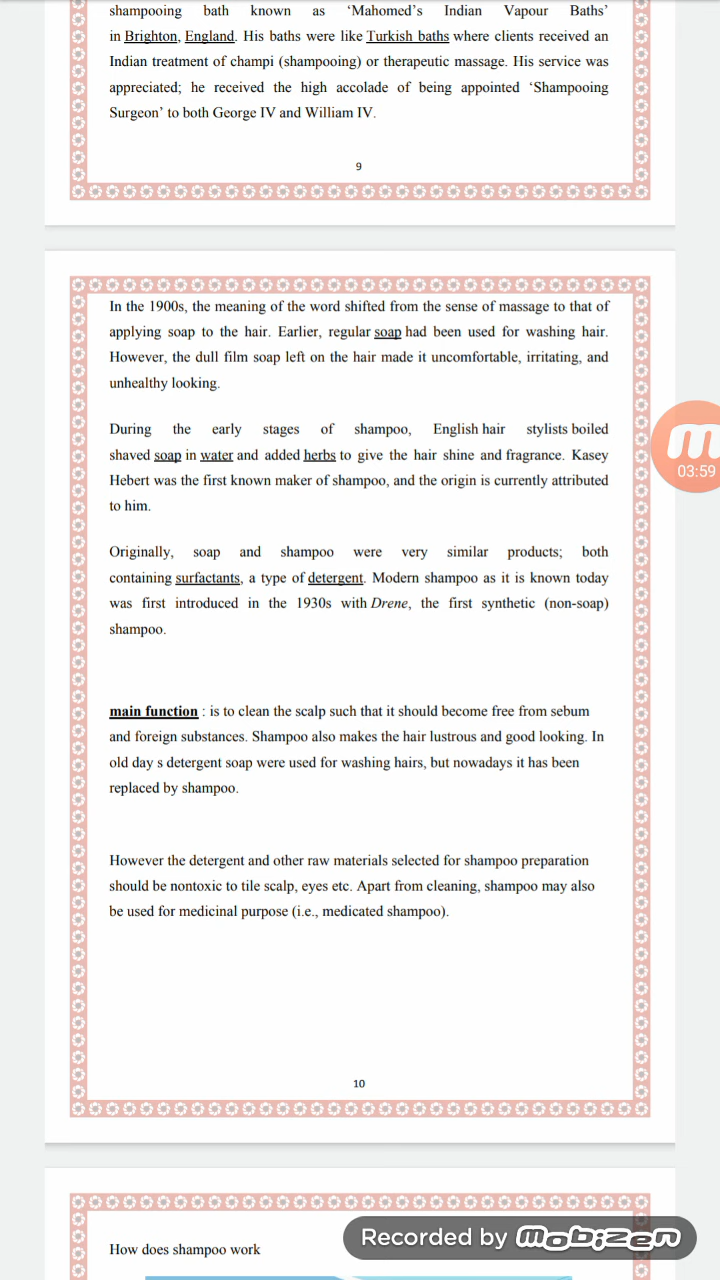 shampooing bath known as ‘Mahomed’s Indian Vapour Baths’
in Brighton, England. His baths were like Turkish baths where clients received an
Indian treatment of champi (shampooing) or therapeutic massage. His service was
appreciated; he received the high accolade of being appointed ‘Shampooing
Surgeon’ to both George IV and William IV.
9
In the 1900s, the meaning of the word shifted from the sense of massage to that of
applying soap to the hair. Earlier, regular soap had been used for washing hair.
However, the dull film soap left on the hair made it uncomfortable, irritating, and
unhealthy looking.
During the early stages of shampoo, English hair stylists boiled
shaved soap in water and added herbs to give the hair shine and fragrance. Kasey
Hebert was the first known maker of shampoo, and the origin is currently attributed
to him.
Originally, soap and shampoo were very similar products; both
containing surfactants, a type of detergent. Modern shampoo as it is known today
was first introduced in the 1930s with Drene, the first synthetic (non-soap)
shampoo.
main function : is to clean the scalp such that it should become free from sebum
and foreign substances. Shampoo also makes the hair lustrous and good looking. In
old day s detergent soap were used for washing hairs, but nowadays it has been
replaced by shampoo.
However the detergent and other raw materials selected for shampoo preparation
should be nontoxic to tile scalp, eyes etc. Apart from cleaning, shampoo may also
be used for medicinal purpose (i.e., medicated shampoo).
10
How does shampoo work
03:59
Recorded by mobizen